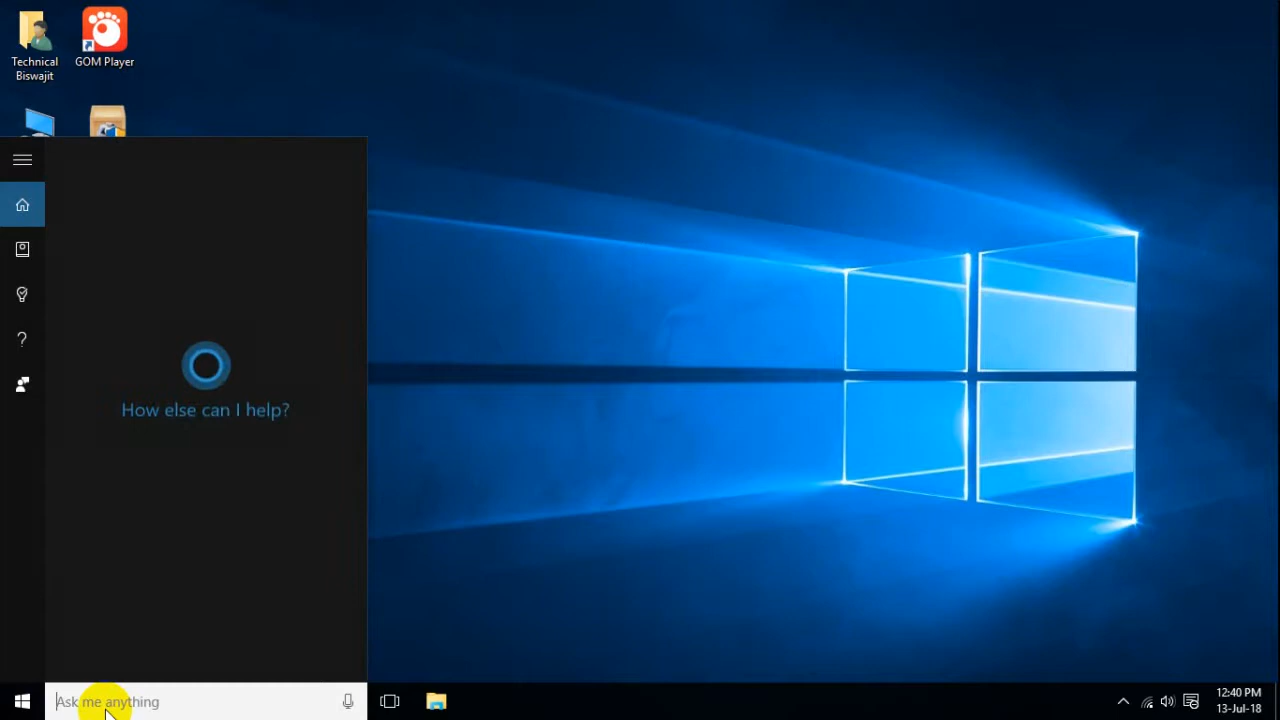 Technical
Biswajit
GOM Player
?
How else can I help?
Ask me anything
12:40 PM
13-Jul-18